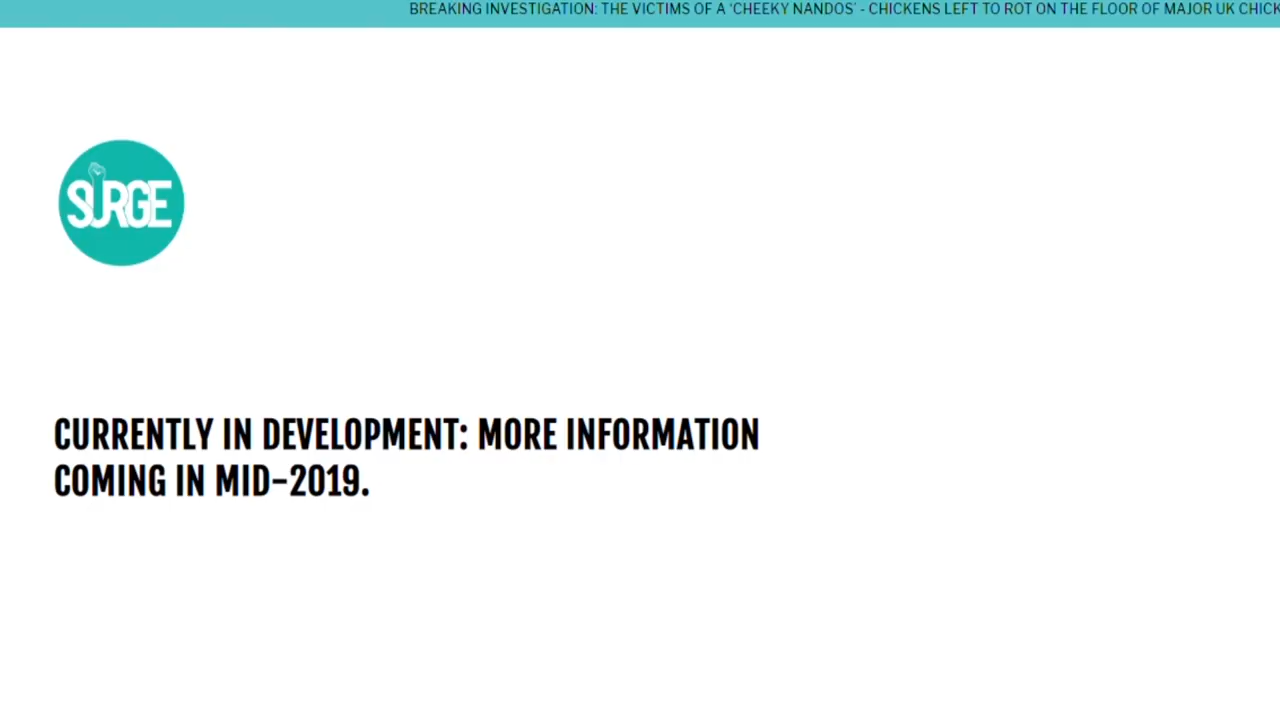 BREAKING INVESTIGATION: THE VICTIMS OF A ‘CHEEKY NANDOS’ - CHICKENS LEFT TO ROT ON THE FLOOR OF MAJOR UK CHICK
SURGE
CURRENTLY IN DEVELOPMENT: MORE INFORMATION
COMING IN MID-2019.